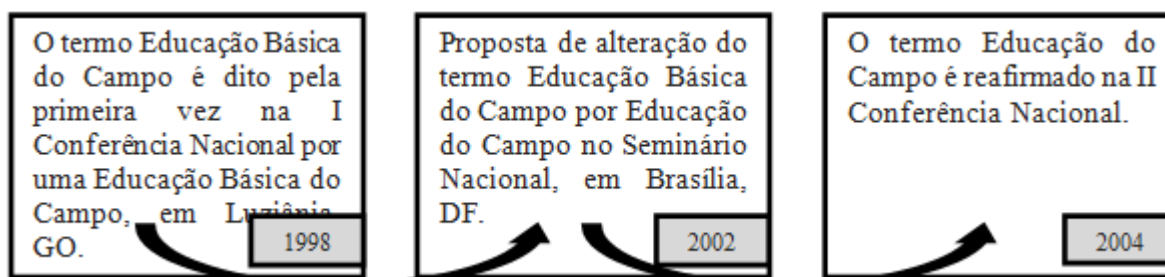 O termo Educação Básica
do Campo é dito pela
primeira vez na I
Conferência Nacional por
uma Educação Básica do
Campo, em Luziânia,
GO.
1998
Proposta de alteração do
termo Educação Básica
do Campo por Educação
do Campo no Seminário
Nacional, em Brasília,
DF.
2002
O termo Educação do
Campo é reafirmado na II
Conferência Nacional.
2004